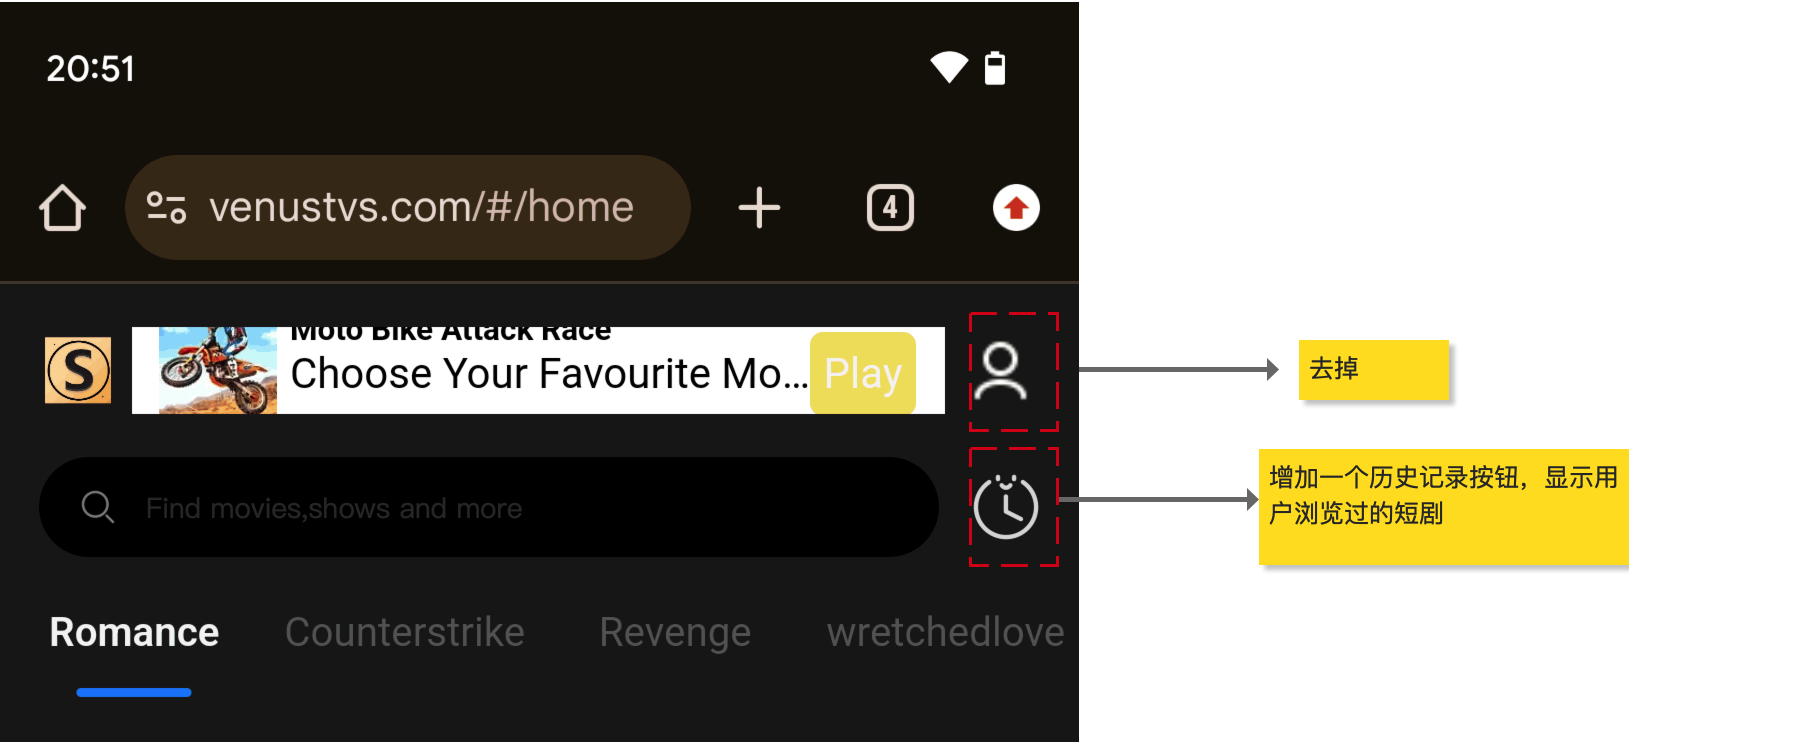 20:51
venustvs.com/#/home
4
S
Moto Bike Attack Race
Choose Your Favourite Mo...
Play
去掉
Find movies,shows and more
增加一个历史记录按钮，显示用
户浏览过的短剧
Romance
Counterstrike
Revenge
wretchedlove